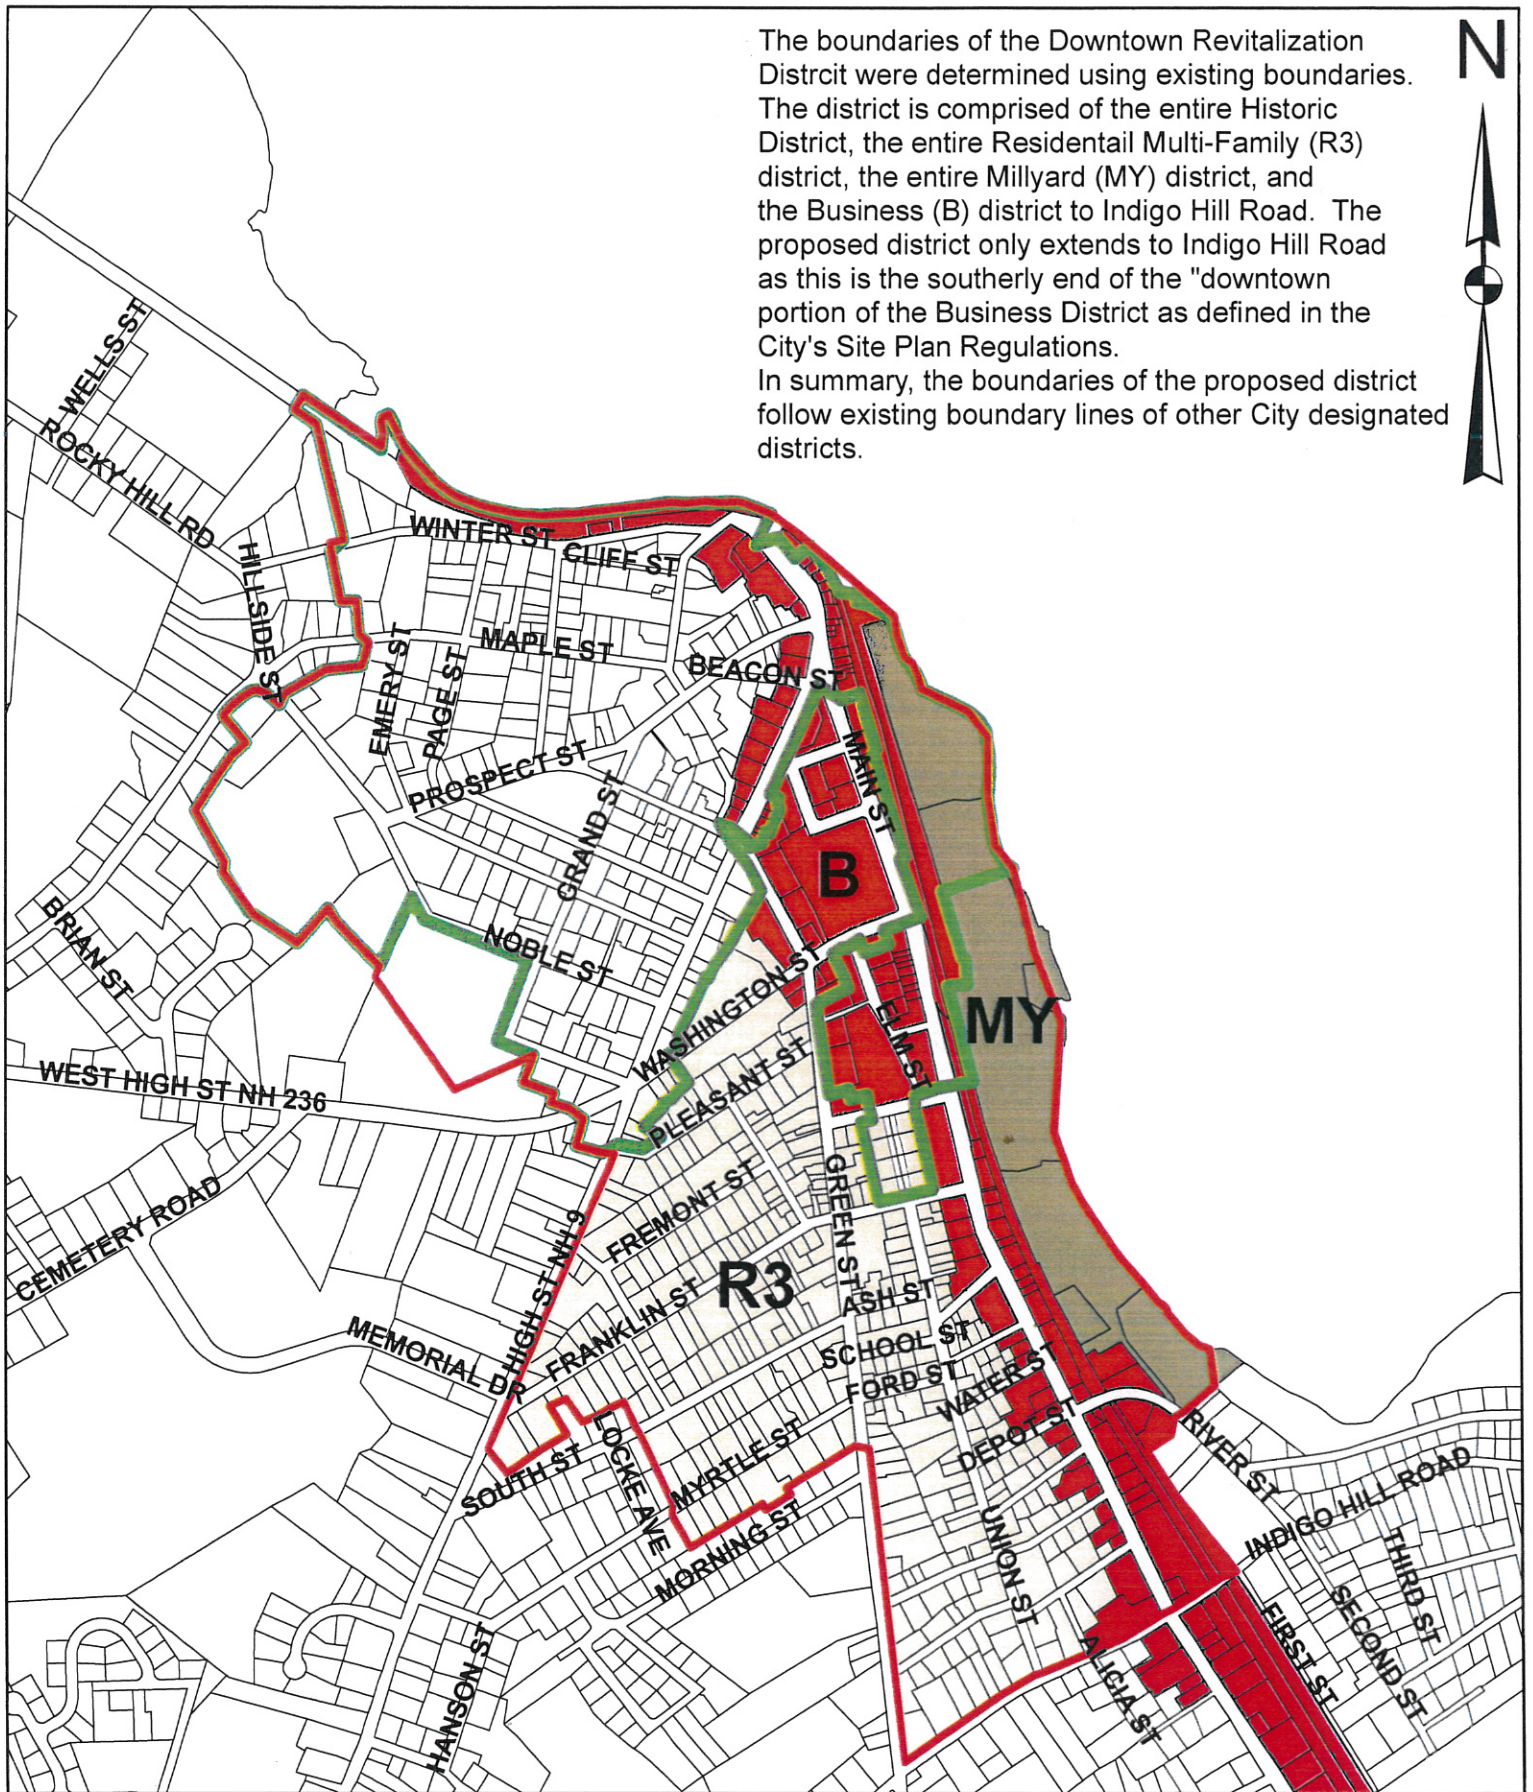 The boundaries of the Downtown Revitalization
Distrcit were determined using existing boundaries.
The district is comprised of the entire Historic
District, the entire Residentail Multi-Family (R3)
district, the entire Millyard (MY) district, and
the Business (B) district to Indigo Hill Road. The
proposed district only extends to Indigo Hill Road
as this is the southerly end of the "downtown
portion of the Business District as defined in the
City's Site Plan Regulations.
In summary, the boundaries of the proposed district
follow existing boundary lines of other City designated
districts.
N
WELLS ST
ROCKY HILL RD
HILLSIDE ST
WINTER ST
CLIFF ST
MAPLE ST
EMERY ST
PAGE ST
BEACON ST
PROSPECT ST
GRAND ST
MAIN ST
B
BRIAN ST
NOBLE ST
WASHINGTON ST
ELM ST
MY
WEST HIGH ST NH 236
PLEASANT ST
CEMETERY ROAD
FREMONT ST
GREEN ST
HIGH ST NH 9
R3
FRANKLIN ST
ASH ST
MEMORIAL DR
SCHOOL ST
FORD ST
WATER ST
DEPOT ST
LOCKE AVE
SOUTH ST
MYRTLE ST
MORNING ST
RIVER ST
INDIGO HILL ROAD
UNION ST
THIRD ST
SECOND ST
FIRST ST
ALICIA ST
HANSON ST